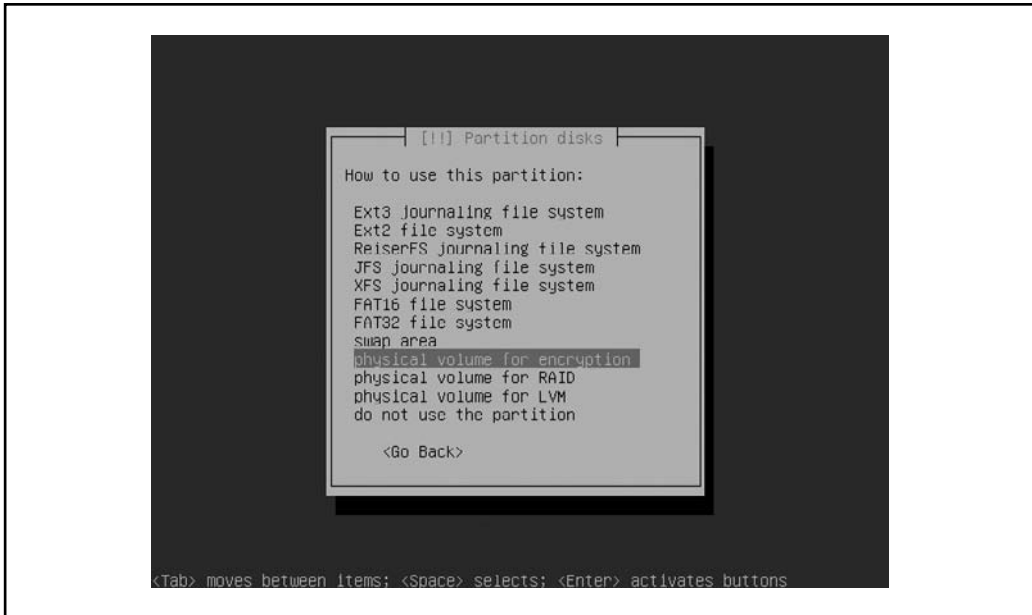 [!!] Partition disks
How to use this partition:
Ext3 journaling file system
Ext2 file system
ReiserFS journaling file system
JFS journaling file system
XFS journaling file system
FAT16 file system
FAT32 file system
swap area
physical volume for encryption
physical volume for RAID
physical volume for LVM
do not use the partition
<Go Back>
<Tab> moves between items; <Space> selects; <Enter> activates buttons